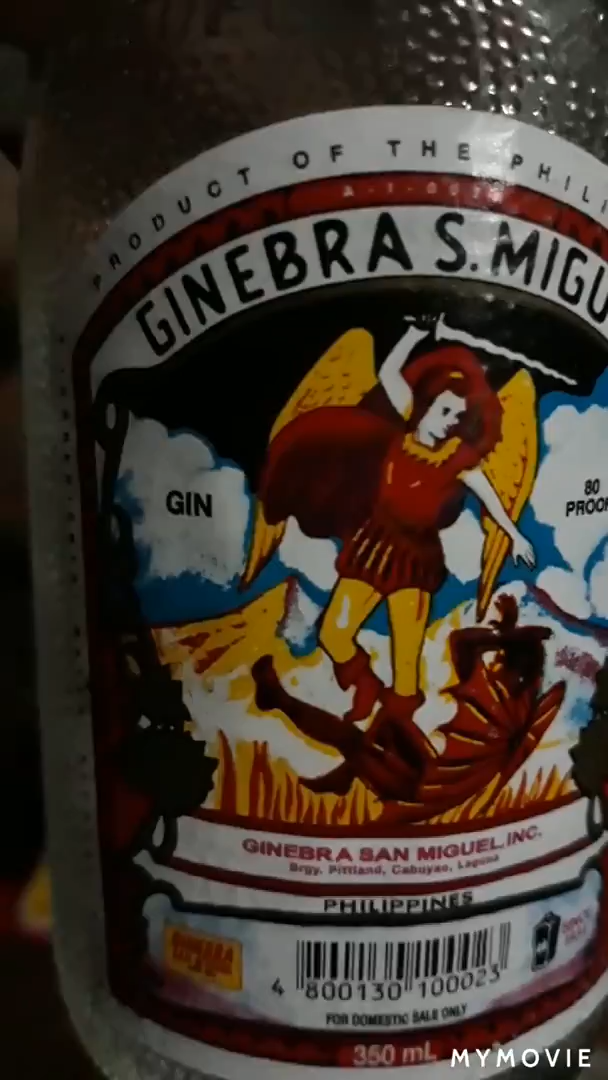 PRODUCT OF THE PHILI
GINEBRA S. MIGU
GIN
80
PROOF
GINEBRA SAN MIGUEL, INC.
Brgy. Pittland, Cabuyao, Laguna
PHILIPPINES
4 800130 100023
FOR DOMESTIC SALE ONLY
350 mL
MYMOVIE